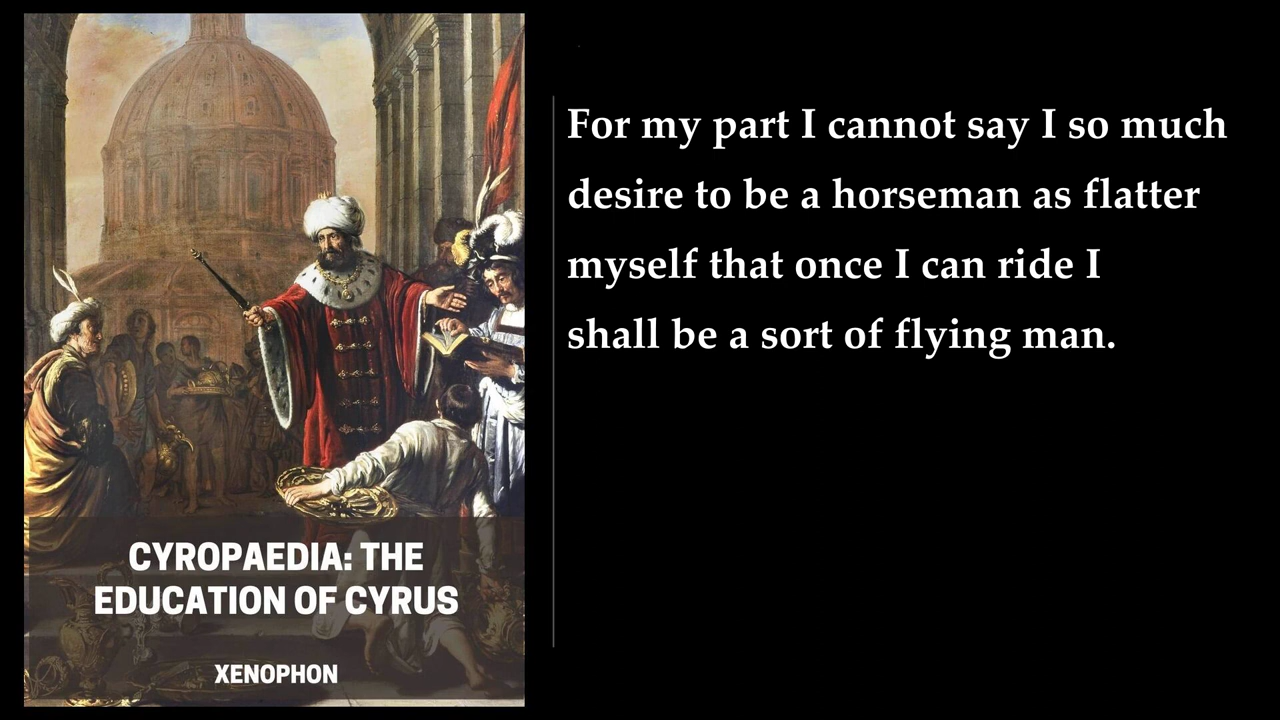 CYROPAEDIA: THE
EDUCATION OF CYRUS
XENOPHON
For my part I cannot say I so much
desire to be a horseman as flatter
myself that once I can ride I
shall be a sort of flying man.